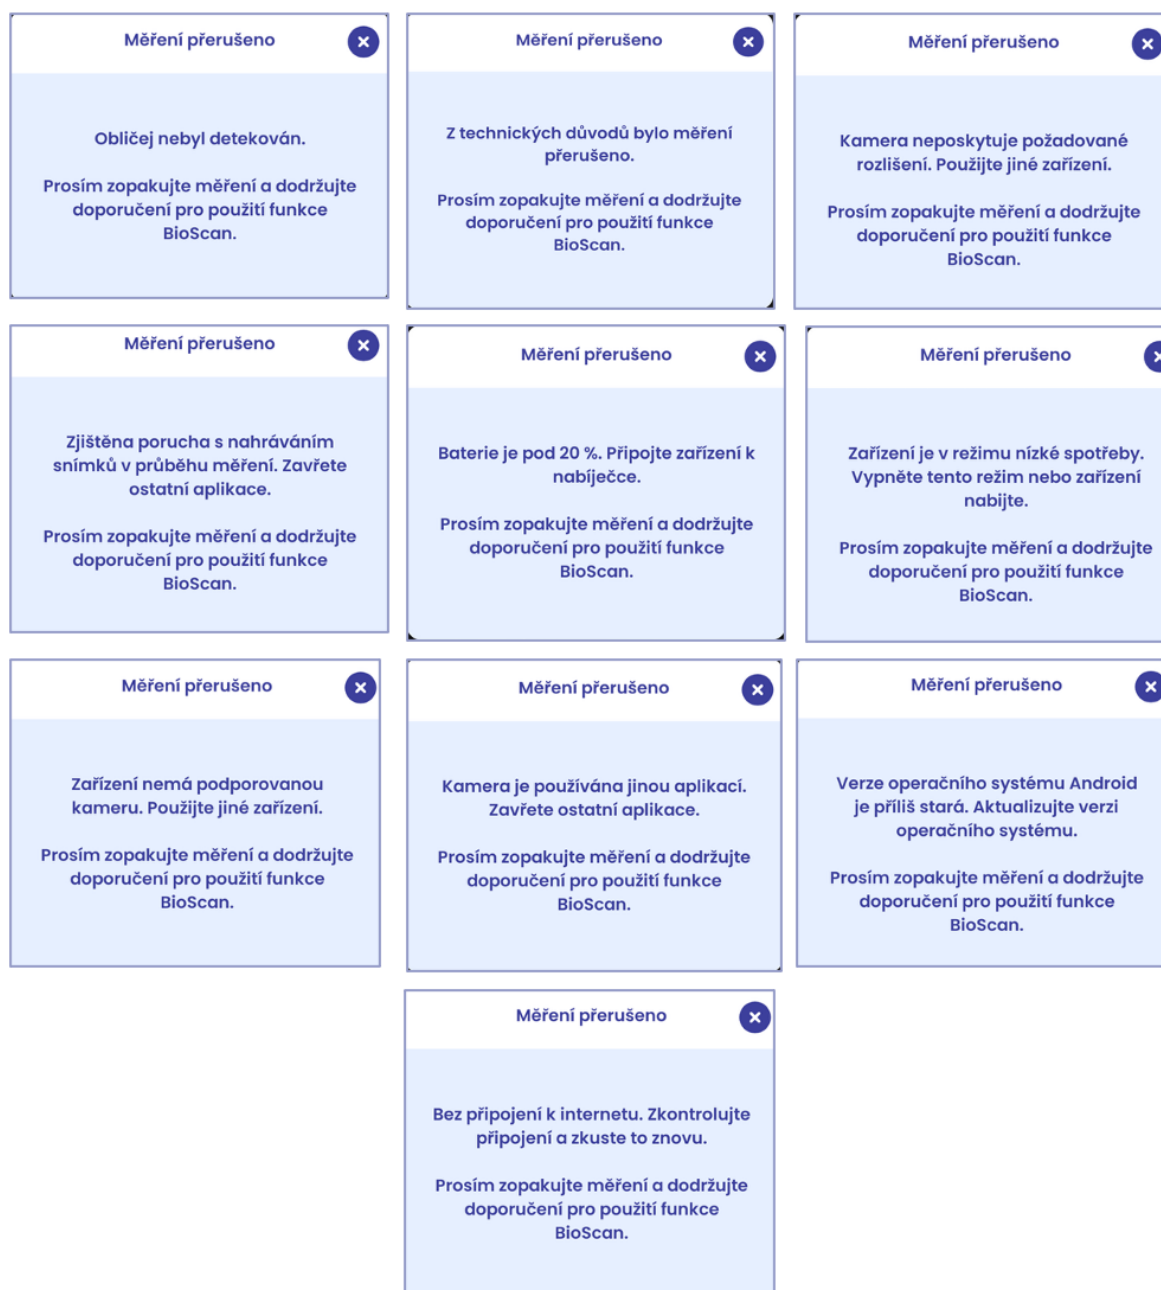 Měření přerušeno
Obličej nebyl detekován.
Prosím zopakujte měření a dodržujte
doporučení pro použití funkce
BioScan.
Měření přerušeno
Z technických důvodů bylo měření
přerušeno.
Prosím zopakujte měření a dodržujte
doporučení pro použití funkce
BioScan.
Měření přerušeno
Kamera neposkytuje požadované
rozlišení. Použijte jiné zařízení.
Prosím zopakujte měření a dodržujte
doporučení pro použití funkce
BioScan.
Měření přerušeno
Zjištěna porucha s nahráváním
snímků v průběhu měření. Zavřete
ostatní aplikace.
Prosím zopakujte měření a dodržujte
doporučení pro použití funkce
BioScan.
Měření přerušeno
Baterie je pod 20 %. Připojte zařízení k
nabíječce.
Prosím zopakujte měření a dodržujte
doporučení pro použití funkce
BioScan.
Měření přerušeno
Zařízení je v režimu nízké spotřeby.
Vypněte tento režim nebo zařízení
nabijte.
Prosím zopakujte měření a dodržujte
doporučení pro použití funkce
BioScan.
Měření přerušeno
Zařízení nemá podporovanou
kameru. Použijte jiné zařízení.
Prosím zopakujte měření a dodržujte
doporučení pro použití funkce
BioScan.
Měření přerušeno
Kamera je používána jinou aplikací.
Zavřete ostatní aplikace.
Prosím zopakujte měření a dodržujte
doporučení pro použití funkce
BioScan.
Měření přerušeno
Verze operačního systému Android
je příliš stará. Aktualizujte verzi
operačního systému.
Prosím zopakujte měření a dodržujte
doporučení pro použití funkce
BioScan.
Měření přerušeno
Bez připojení k internetu. Zkontrolujte
připojení a zkuste to znovu.
Prosím zopakujte měření a dodržujte
doporučení pro použití funkce
BioScan.